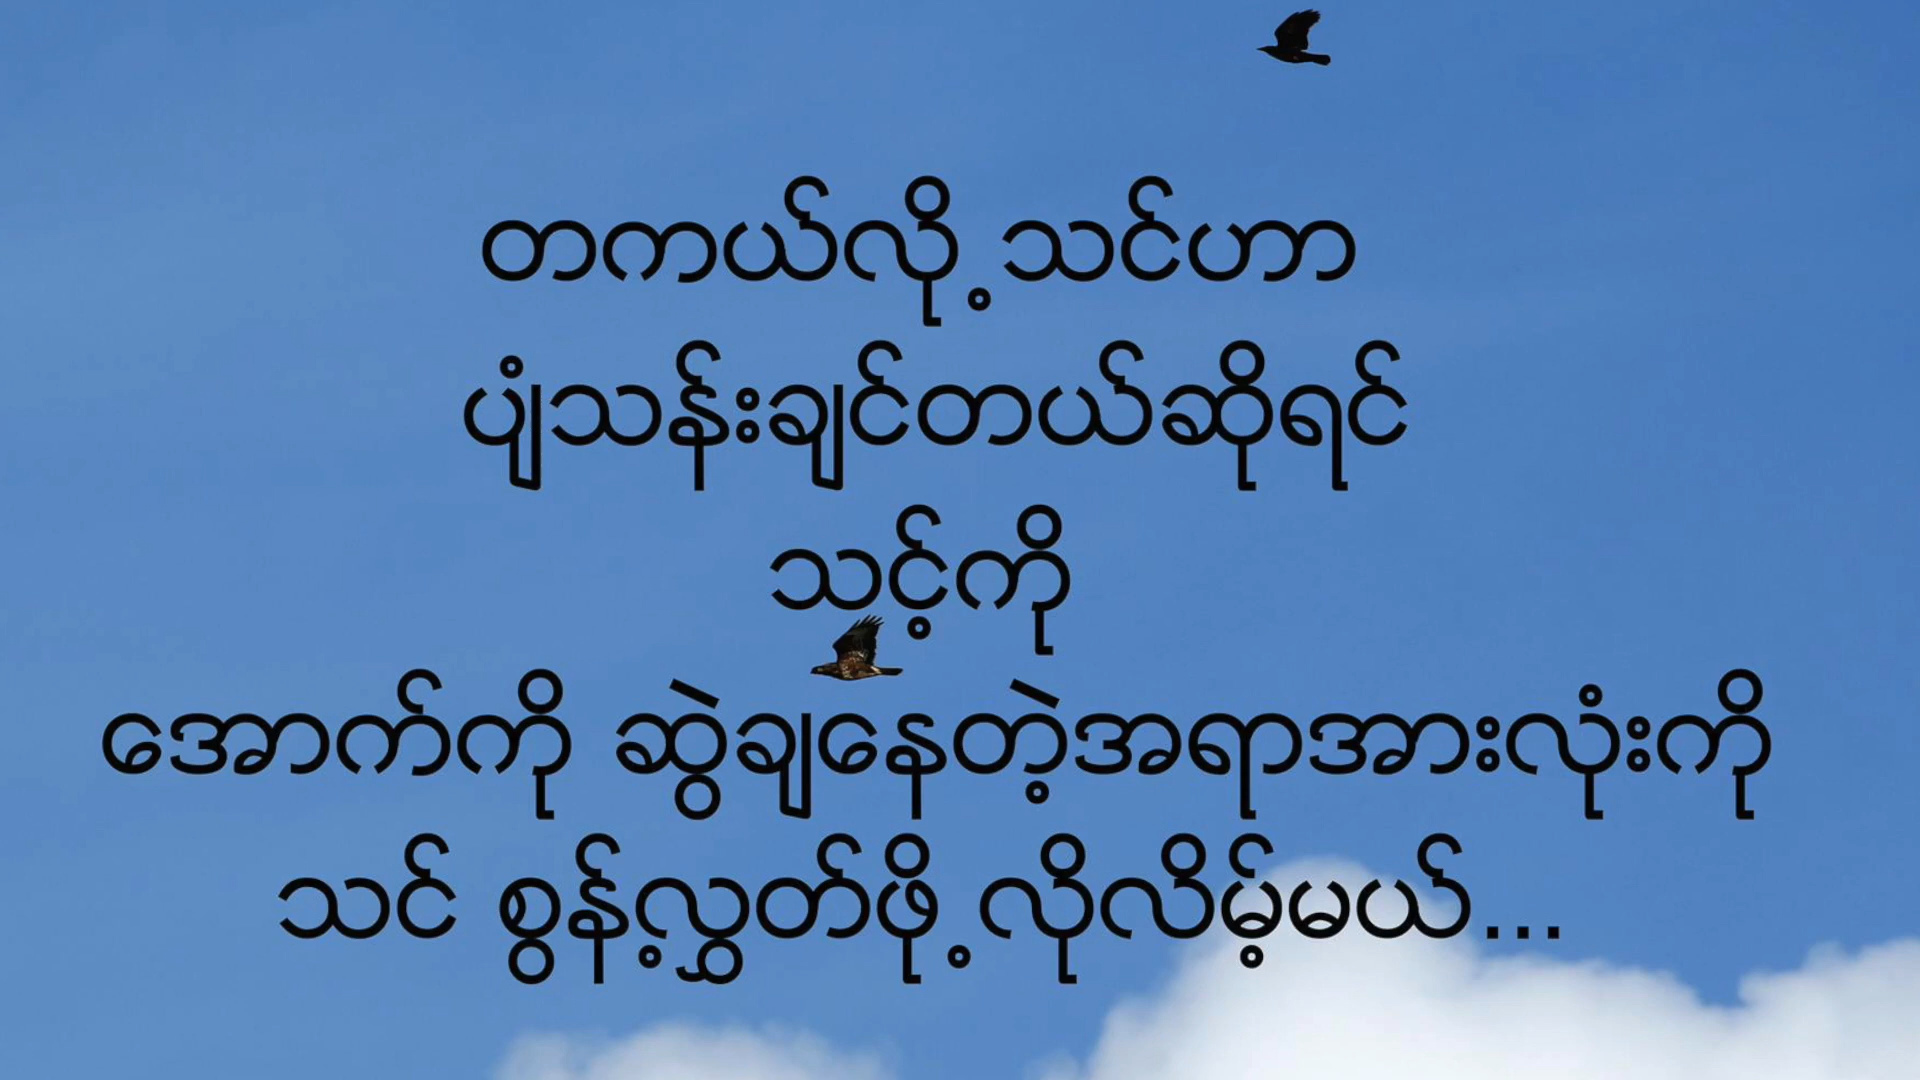 တကယ်လို့ သင်ဟာ
ပျံသန်းချင်တယ်ဆိုရင်
သင့်ကို
အောက်ကို ဆွဲချနေတဲ့အရာအားလုံးကို
သင် စွန့်လွှတ်ဖို့ လိုလိမ့်မယ်...